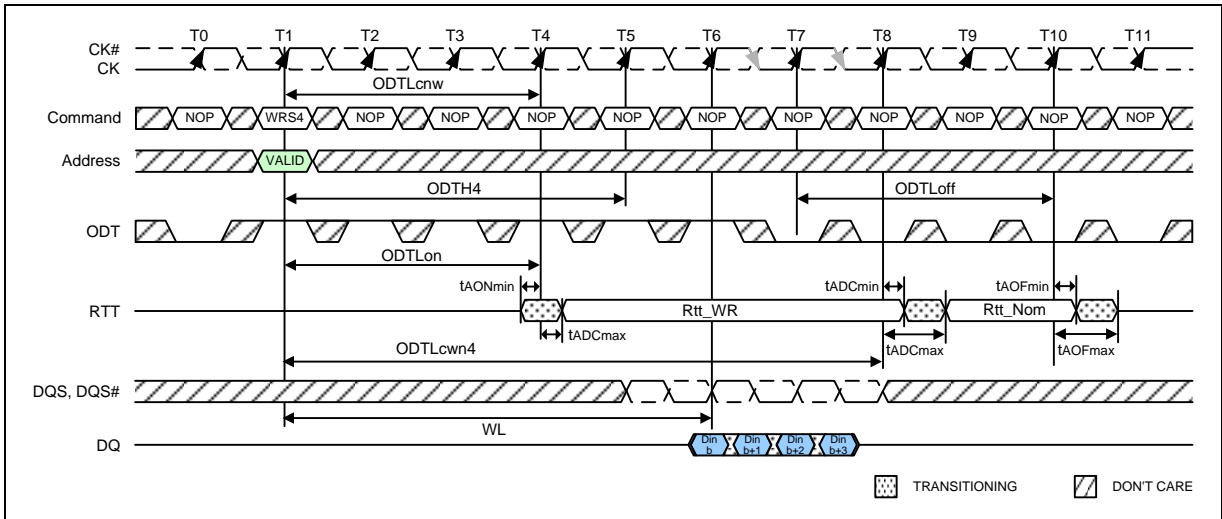 T0 T1 T2 T3 T4 T5 T6 T7 T8 T9 T10 T11
CK#
CK
ODTLcnw
Command NOP WRS4 NOP NOP NOP NOP NOP NOP NOP NOP NOP NOP
Address VALID
ODTH4 ODTLoff
ODT
ODTLon
tAONmin tADCmin tAOFmin
RTT Rtt_WR Rtt_Nom
tADCmax tADCmax tAOFmax
ODTLcwn4
DQS, DQS#
WL
DQ Din b Din b+1 Din b+2 Din b+3
TRANSITIONING DON'T CARE